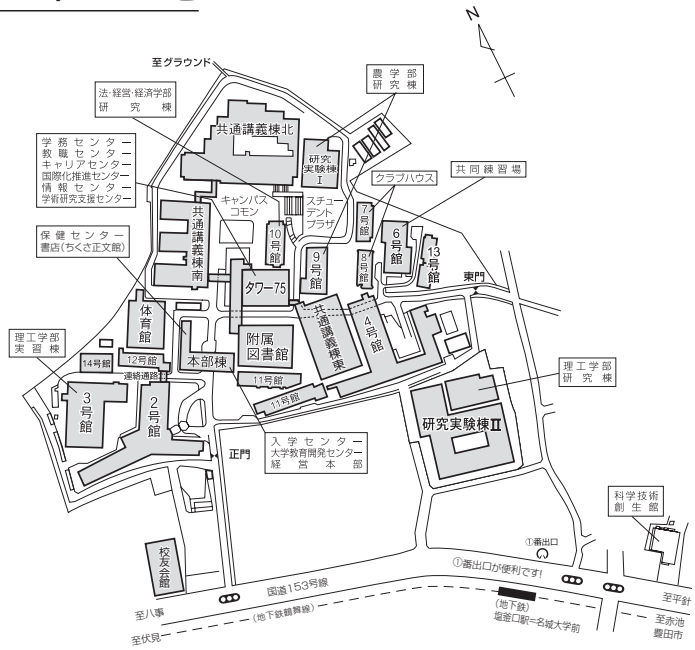 N
至グラウンド
法・経営・経済学部
研究棟
農学部
研究棟
学務センター
教職センター
キャリアセンター
国際化推進センター
情報センター
学術研究支援センター
共通講義棟北
研究
実験棟
Ⅰ
クラブハウス
共同練習場
キャンパス
コモン
スチュー
デント
プラザ
7号館
6号館
共通講義棟南
10号館
保健センター
書店(ちくさ正文館)
9号館
8号館
13号館
タワー75
東門
体育館
共通講義棟東
4号館
附属
図書館
理工学部
実習棟
14号館
12号館
本部棟
連絡通路
11号館
11号館
理工学部
研究棟
3号館
2号館
研究実験棟Ⅱ
入学センター
大学教育開発センター
経営本部
正門
科学技術
創生館
①番出口
校友会館
①番出口が便利です!
国道153号線
至八事
(地下鉄鶴舞線)
至伏見
(地下鉄)
塩釜口駅=名城大学前
至平針
至赤池
豊田市